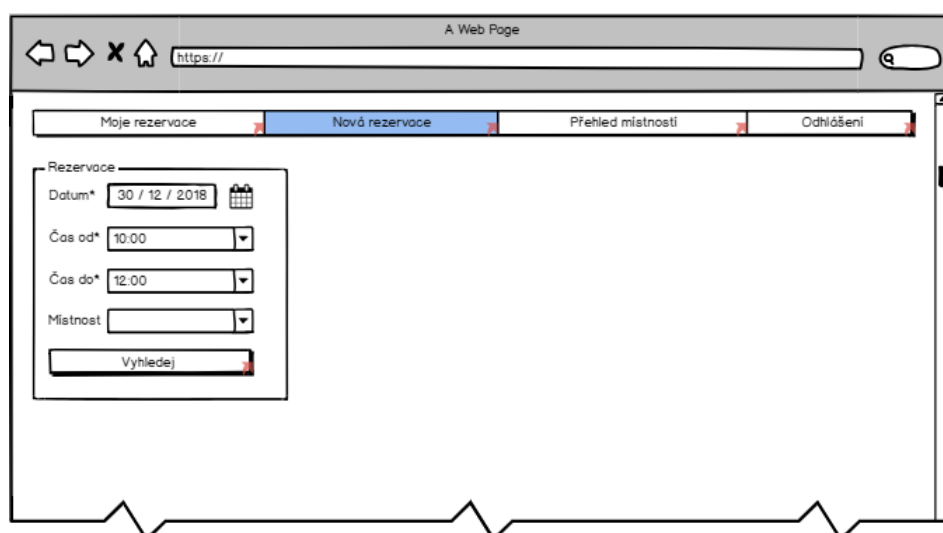 A Web Page
https://
Moje rezervace Nová rezervace Přehled místností Odhlášení
Rezervace
Datum* 30 / 12 / 2018
Čas od* 10:00
Čas do* 12:00
Místnost
Vyhledej